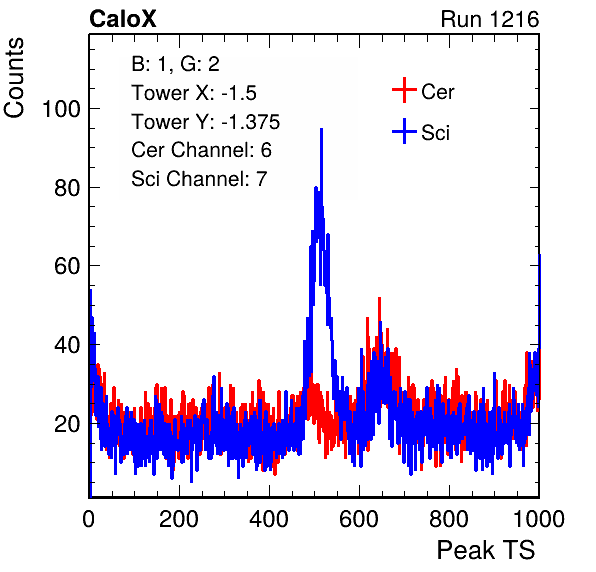 CaloX Run 1216
Counts
B: 1, G: 2
Tower X: -1.5
Tower Y: -1.375
Cer Channel: 6
Sci Channel: 7
Cer
Sci
100
80
60
40
20
0 200 400 600 800 1000
Peak TS